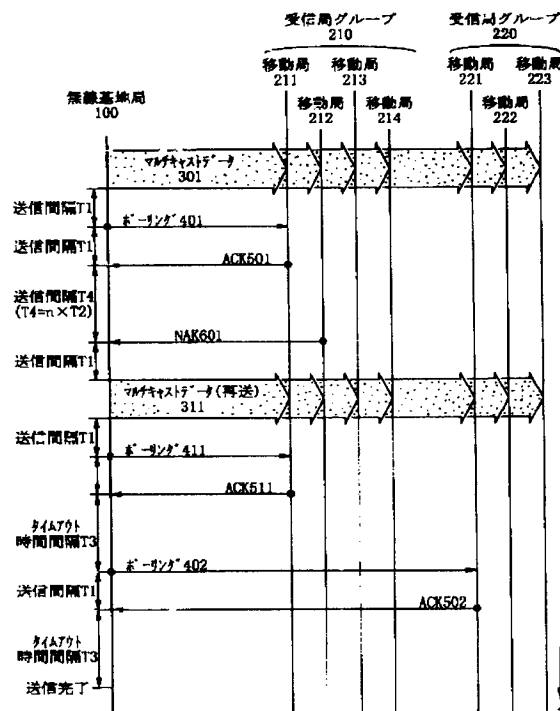 受信局グループ
210
受信局グループ
220
移動局
211
移動局
213
移動局
221
移動局
223
無線基地局
100
移動局
212
移動局
214
移動局
222
マルチキャストデータ
301
送信間隔T1
ポーリング401
送信間隔T1
ACK501
送信間隔T4
(T4=n×T2)
NAK601
送信間隔T1
マルチキャストデータ(再送)
311
送信間隔T1
ポーリング411
ACK511
タイムアウト
時間間隔T3
ポーリング402
送信間隔T1
ACK502
タイムアウト
時間間隔T3
送信完了